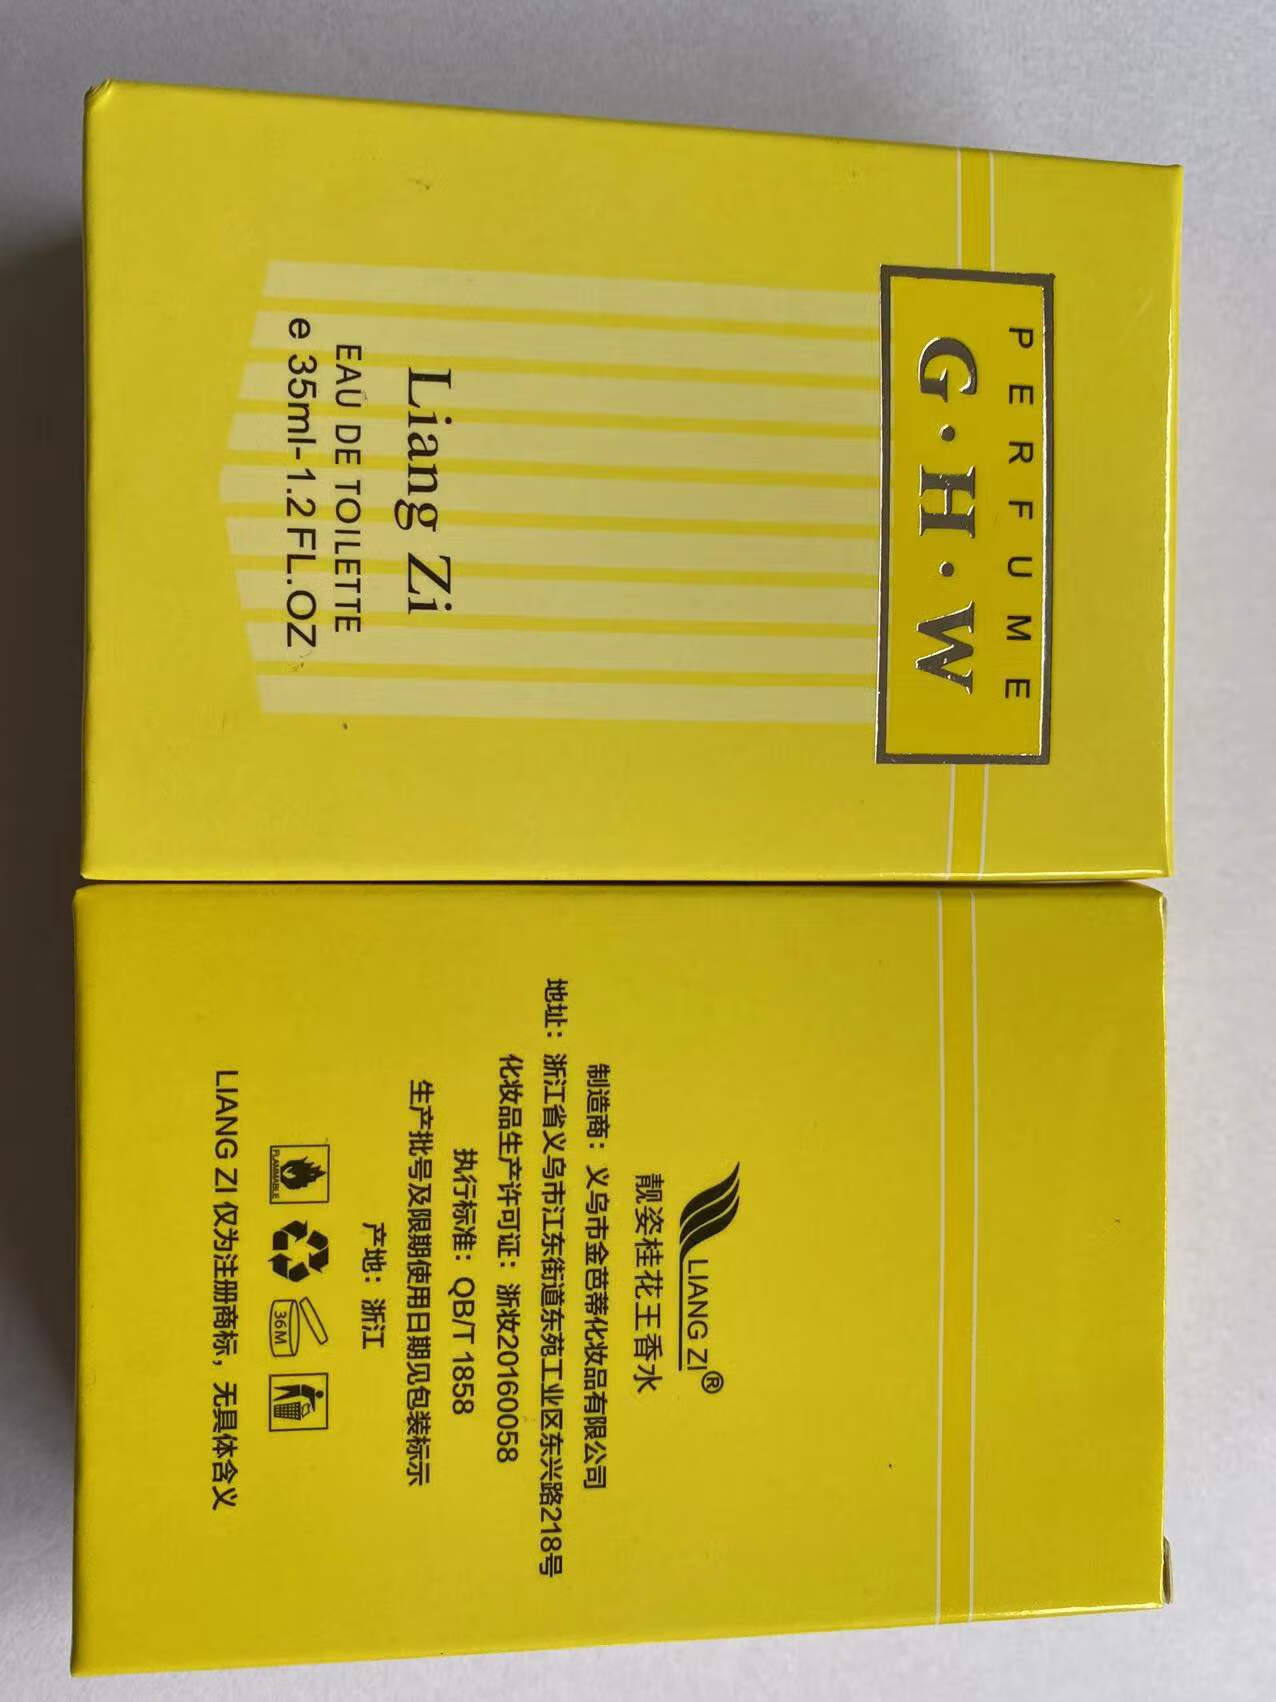 PERFUME
G·H·W
Liang Zi
EAU DE TOILETTE
e 35ml-1.2FL.OZ
LIANG ZI®
靓姿桂花王香水
制造商：义乌市金芭蒂化妆品有限公司
地址：浙江省义乌市江东街道东苑工业区东兴路218号
化妆品生产许可证：浙妆20160058
执行标准：QB/T 1858
生产批号及限期使用日期见包装标示
产地：浙江
FLAMMABLE
36M
LIANG ZI 仅为注册商标，无具体含义